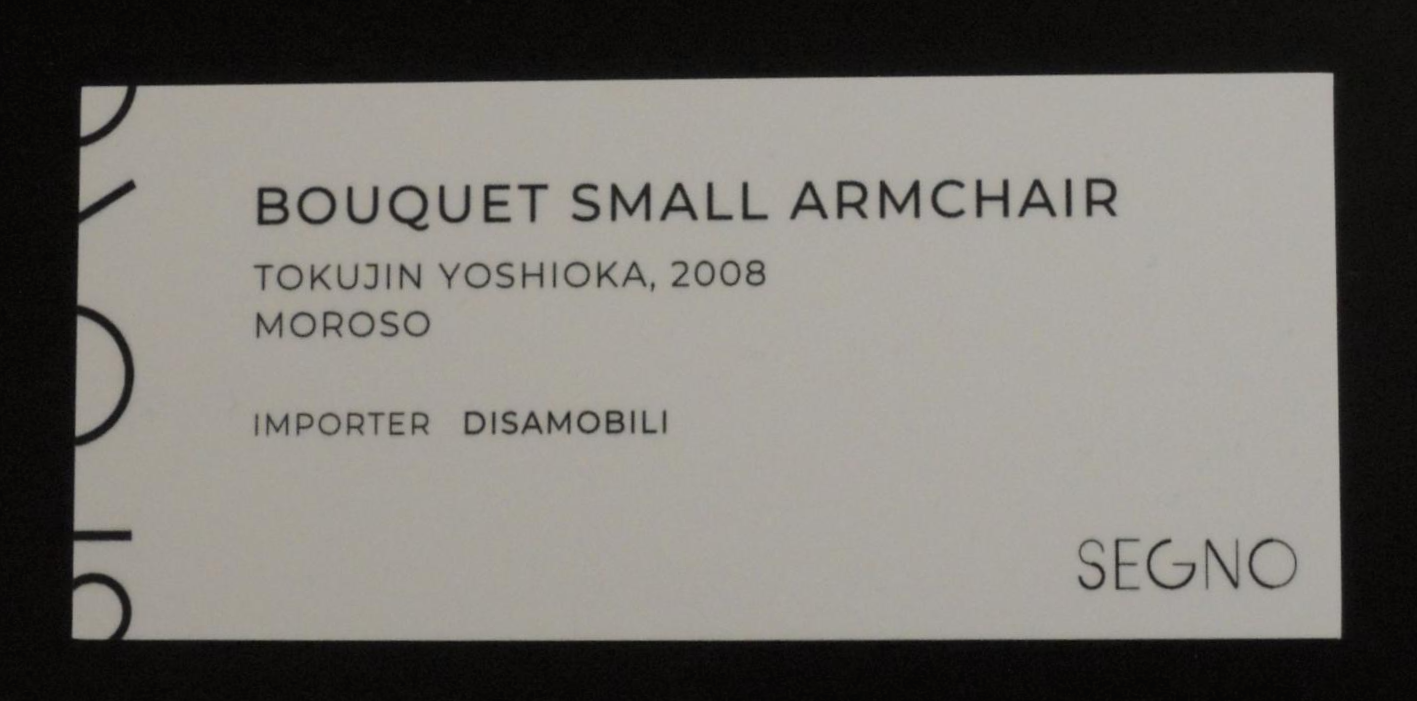 BOUQUET SMALL ARMCHAIR
TOKUJIN YOSHIOKA, 2008
MOROSO
IMPORTER DISAMOBILI
SEGNO